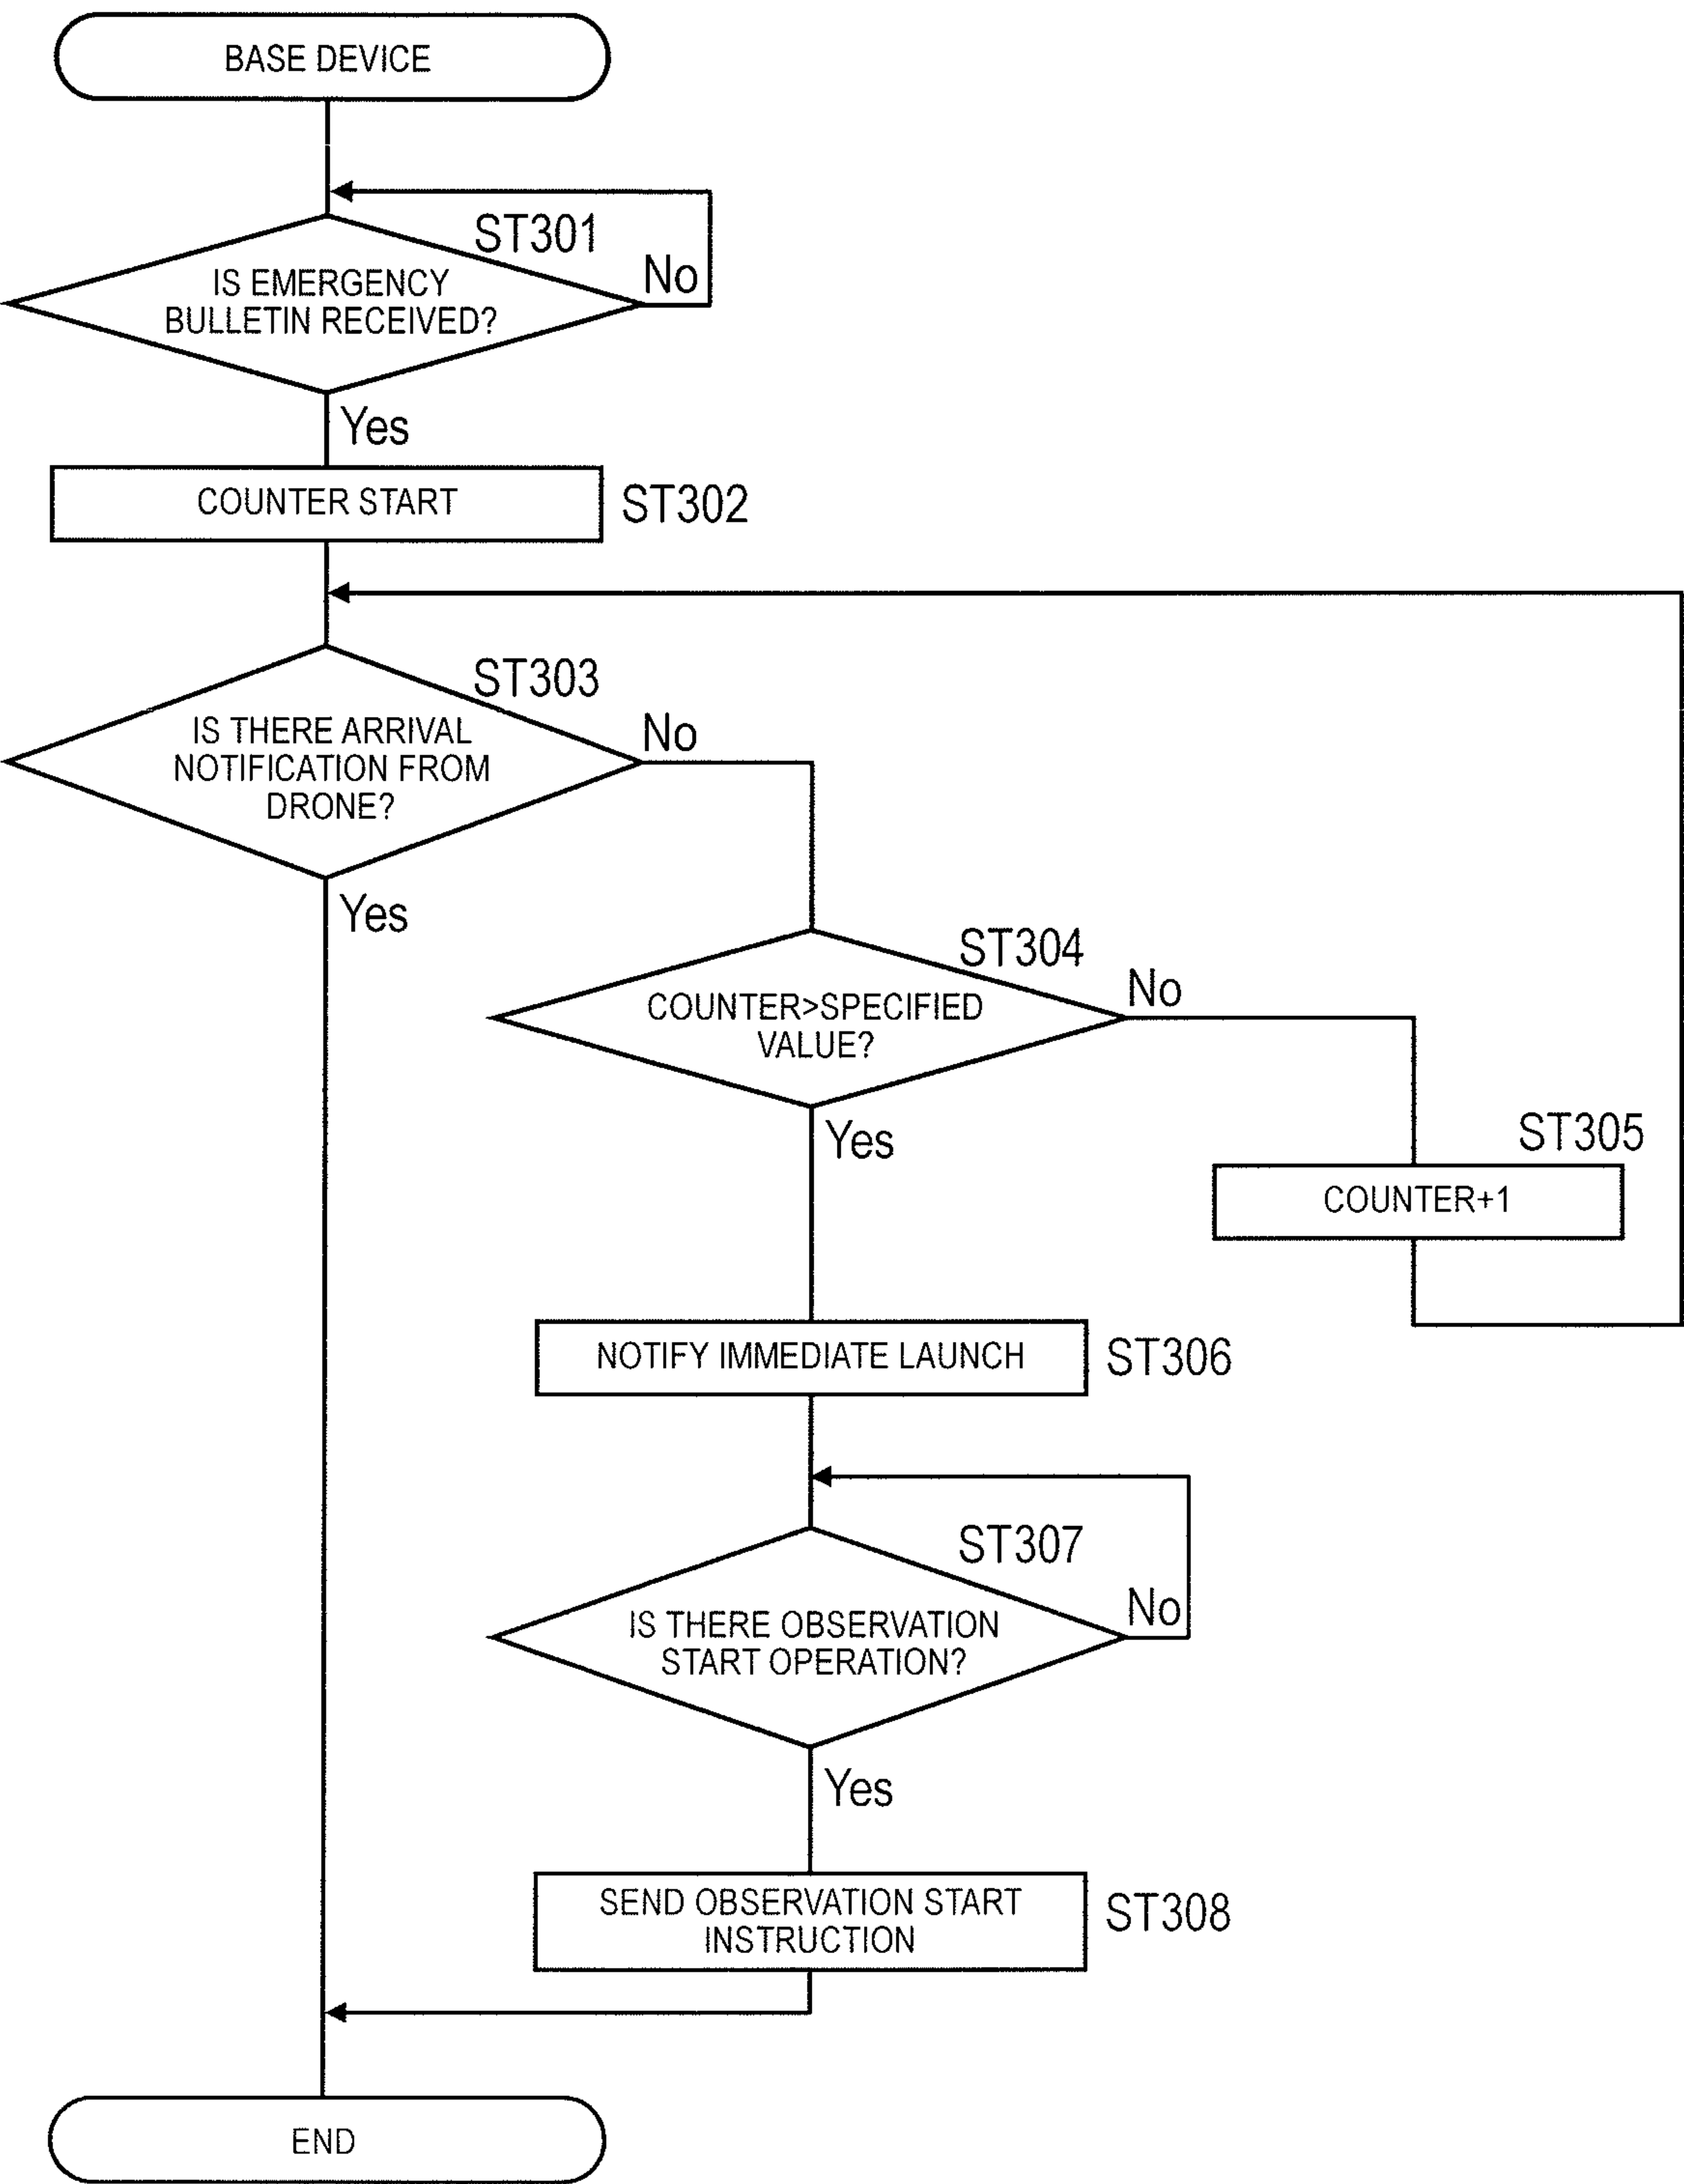 BASE DEVICE
ST301
IS EMERGENCY
BULLETIN RECEIVED?
No
Yes
COUNTER START
ST302
ST303
IS THERE ARRIVAL
NOTIFICATION FROM
DRONE?
No
Yes
ST304
COUNTER>SPECIFIED
VALUE?
No
Yes
ST305
COUNTER+1
NOTIFY IMMEDIATE LAUNCH
ST306
ST307
IS THERE OBSERVATION
START OPERATION?
No
Yes
SEND OBSERVATION START
INSTRUCTION
ST308
END